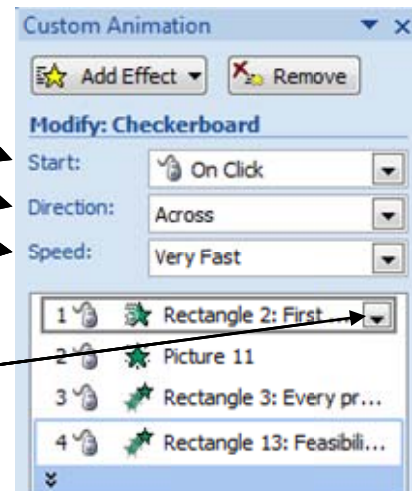 Custom Animation
Add Effect Remove
Modify: Checkerboard
Start: On Click
Direction: Across
Speed: Very Fast
1 Rectangle 2: First ...
2 Picture 11
3 Rectangle 3: Every pr...
4 Rectangle 13: Feasibili...